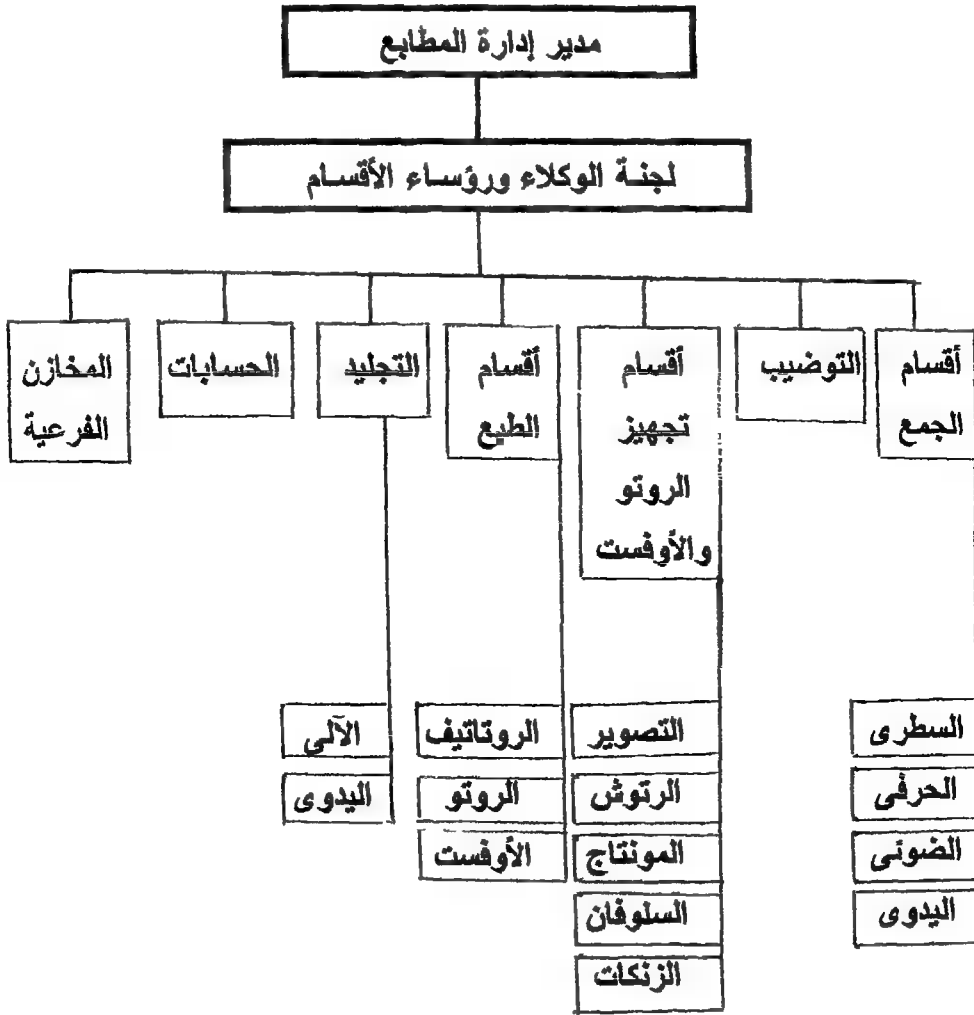 مدير إدارة المطابع
لجنة الوكلاء ورؤساء الأقسام
أقسام
الجمع
التوضيب
أقسام
تجهيز
الروتو
والأوفست
أقسام
الطبع
التجليد
الحسابات
المخازن
الفرعية
السطرى
الحرفى
الضوئى
اليدوى
التصوير
الرتوش
المونتاج
السلوفان
الزنكات
الروتاتيف
الروتو
الأوفست
الآلى
اليدوى